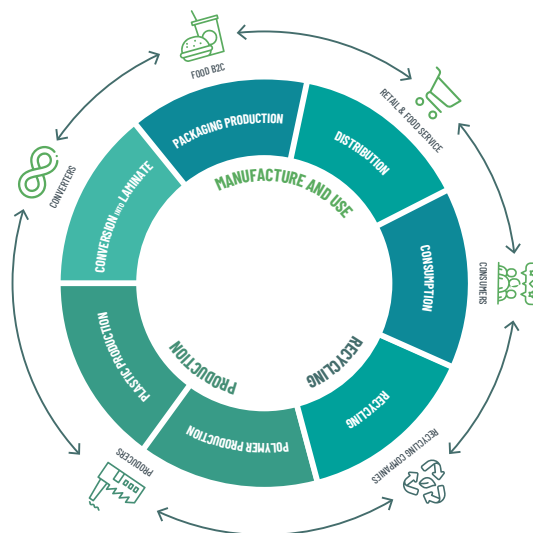 FOOD B2C
RETAIL & FOOD SERVICE
CONSUMERS
RECYCLING COMPANIES
PRODUCERS
CONVERTERS
PACKAGING PRODUCTION
DISTRIBUTION
CONSUMPTION
RECYCLING
POLYMER PRODUCTION
PLASTIC PRODUCTION
CONVERSION INTO LAMINATE
MANUFACTURE AND USE
RECYCLING
PRODUCTION